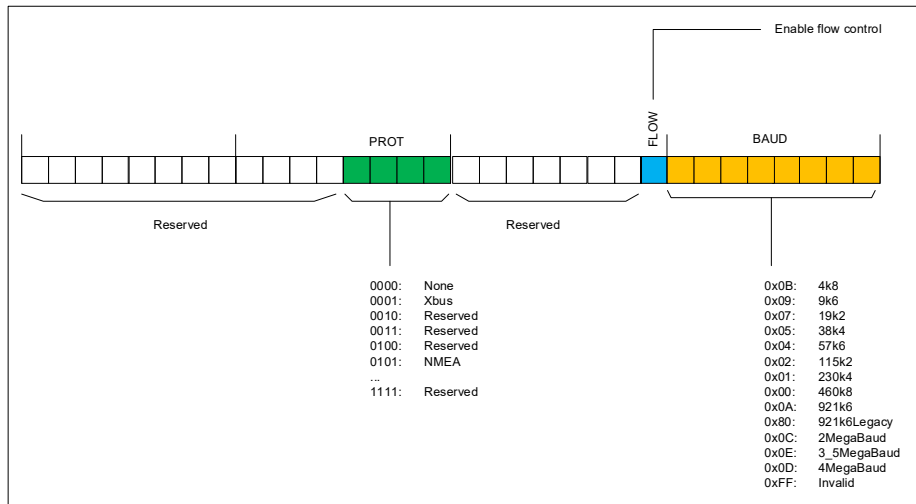 Enable flow control
FLOW
PROT
BAUD
Reserved
Reserved
0000: None
0001: Xbus
0010: Reserved
0011: Reserved
0100: Reserved
0101: NMEA
...
1111: Reserved
0x0B: 4k8
0x09: 9k6
0x07: 19k2
0x05: 38k4
0x04: 57k6
0x02: 115k2
0x01: 230k4
0x00: 460k8
0x0A: 921k6
0x80: 921k6Legacy
0x0C: 2MegaBaud
0x0E: 3_5MegaBaud
0x0D: 4MegaBaud
0xFF: Invalid